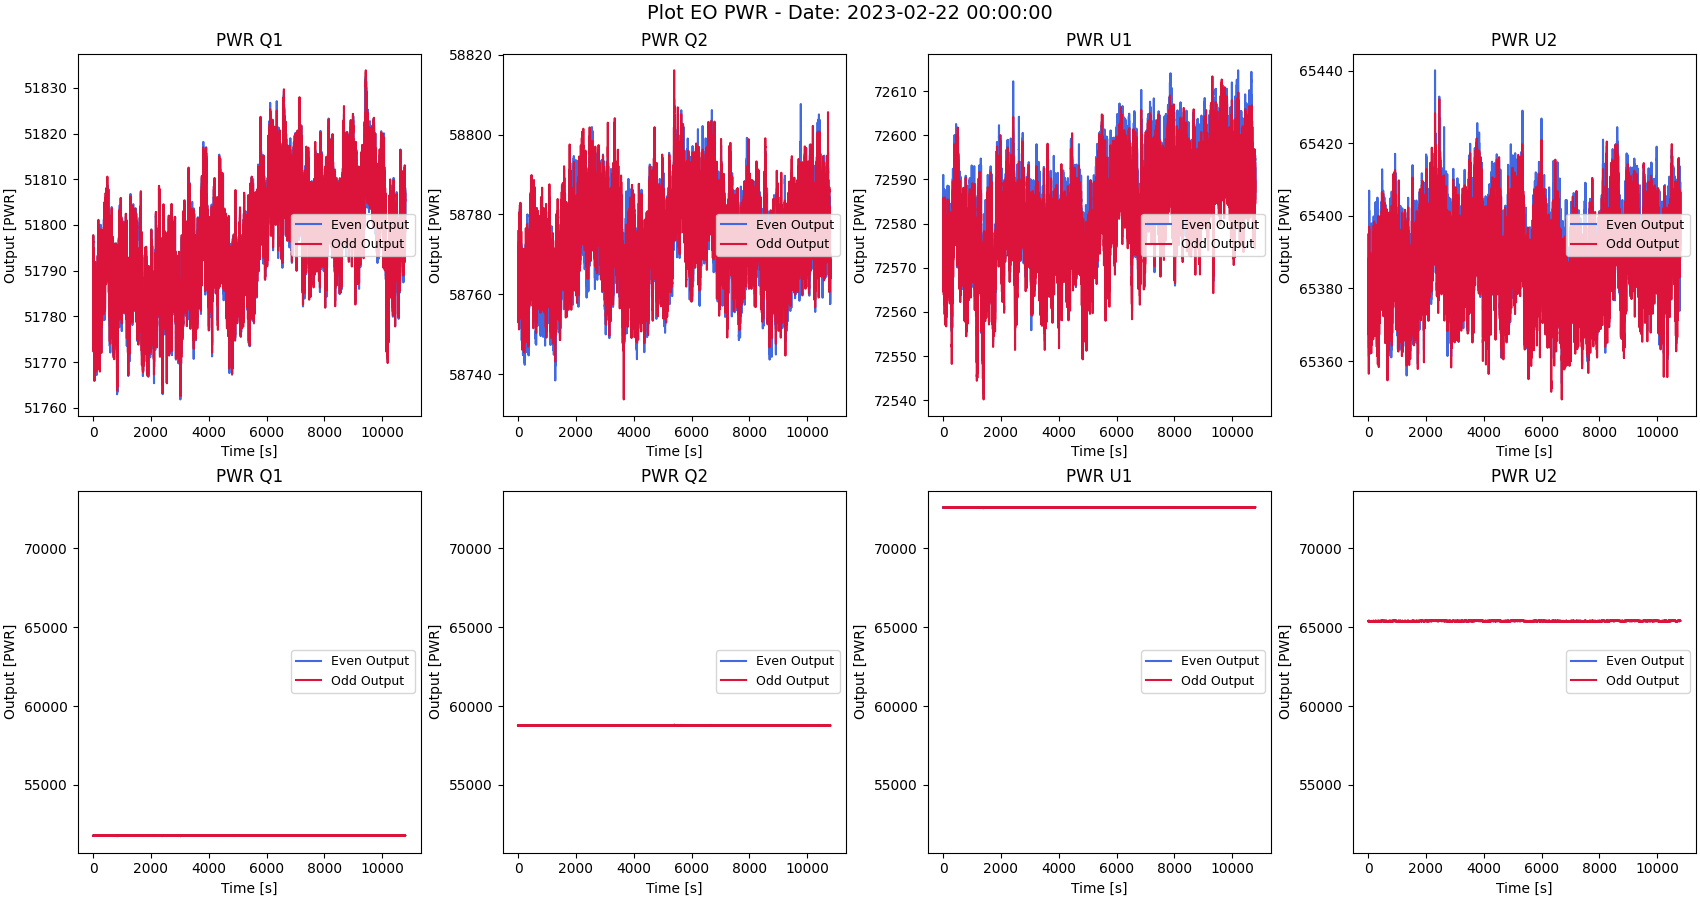 Plot EO PWR - Date: 2023-02-22 00:00:00
PWR Q1
Output [PWR]
51830
51820
51810
51800
51790
51780
51770
51760
0 2000 4000 6000 8000 10000
Time [s]
Even Output
Odd Output
PWR Q2
Output [PWR]
58820
58800
58780
58760
58740
0 2000 4000 6000 8000 10000
Time [s]
Even Output
Odd Output
PWR U1
Output [PWR]
72610
72600
72590
72580
72570
72560
72550
72540
0 2000 4000 6000 8000 10000
Time [s]
Even Output
Odd Output
PWR U2
Output [PWR]
65440
65420
65400
65380
65360
0 2000 4000 6000 8000 10000
Time [s]
Even Output
Odd Output
PWR Q1
Output [PWR]
70000
65000
60000
55000
0 2000 4000 6000 8000 10000
Time [s]
Even Output
Odd Output
PWR Q2
Output [PWR]
70000
65000
60000
55000
0 2000 4000 6000 8000 10000
Time [s]
Even Output
Odd Output
PWR U1
Output [PWR]
70000
65000
60000
55000
0 2000 4000 6000 8000 10000
Time [s]
Even Output
Odd Output
PWR U2
Output [PWR]
70000
65000
60000
55000
0 2000 4000 6000 8000 10000
Time [s]
Even Output
Odd Output